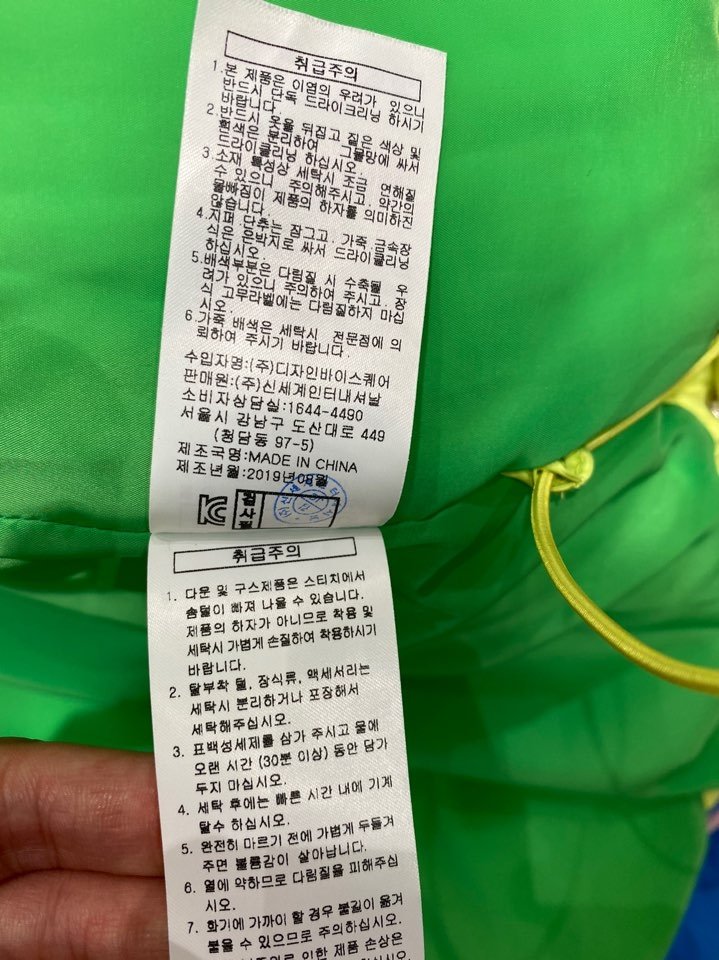 취급주의
1.본 제품은 이염의 우려가 있으니
반드시 단독 드라이크리닝 하시기
바랍니다.
2.반드시 옷을 뒤집고 짙은 색상 및
흰색은 분리하여 그물망에 싸서
드라이클리닝 하십시오.
3.소재 특성상 세탁시 조금 연해질
수 있으니 주의해주시고. 약간의
물빠짐이 제품의 하자를 의미하진
않습니다.
4.지퍼 단추는 잠그고. 가죽.금속장
식은 은박지로 싸서 드라이클리닝
하십시오.
5.배색부분은 다림질 시 수축될 우
려가 있으니 주의하여 주시고. 장
식 고무라벨에는 다림질하지 마십
시오.
6.가죽 배색은 세탁시 전문점에 의
뢰하여 주시기 바랍니다.
수입자명:(주)디자인바이스퀘어
판매원:(주)신세계인터내셔날
소비자상담실:1644-4490
서울시 강남구 도산대로 449
(청담동 97-5)
제조국명:MADE IN CHINA
제조년월:2019년 월
KC 검사필
취급주의
1. 다운 및 구스제품은 스티치에서
솜털이 빠져 나올 수 있습니다.
제품의 하자가 아니므로 착용 및
세탁시 가볍게 손질하여 착용하시기
바랍니다.
2. 탈부착 털, 장식류, 액세서리는
세탁시 분리하거나 포장해서
세탁해주십시오.
3. 표백성세제를 삼가 주시고 물에
오랜 시간 (30분 이상) 동안 담가
두지 마십시오.
4. 세탁 후에는 빠른 시간 내에 기계
탈수 하십시오.
5. 완전히 마르기 전에 가볍게 두들겨
주면 볼륨감이 살아납니다.
6. 열에 약하므로 다림질을 피해주십
시오.
7. 화기에 가까이 할 경우 불길이 옮겨
붙을 수 있으므로 주의하십시오.
인한 제품 손상은